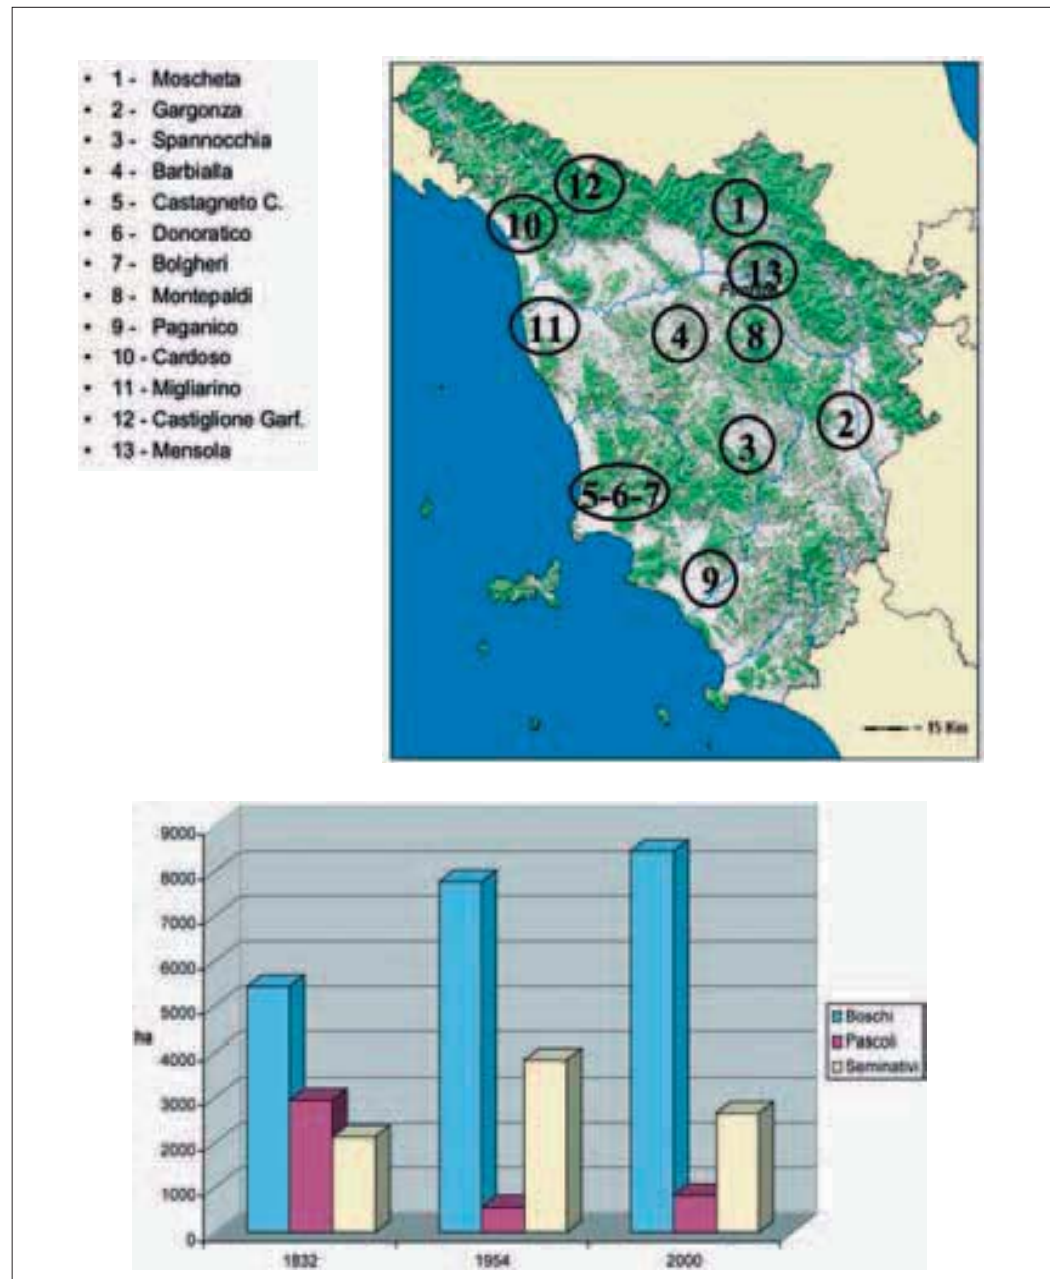 • 1 - Moscheta
• 2 - Gargonza
• 3 - Spannocchia
• 4 - Barbialla
• 5 - Castagneto C.
• 6 - Donoratico
• 7 - Bolgheri
• 8 - Montepaldi
• 9 - Paganico
• 10 - Cardoso
• 11 - Migliarino
• 12 - Castiglione Garf.
• 13 - Mensola
12
10
1
13
11
4
8
2
3
5-6-7
9
15 Km
9000
8000
7000
6000
5000
4000
3000
2000
1000
0
ha
1832
1954
2000
Boschi
Pascoli
Seminativi